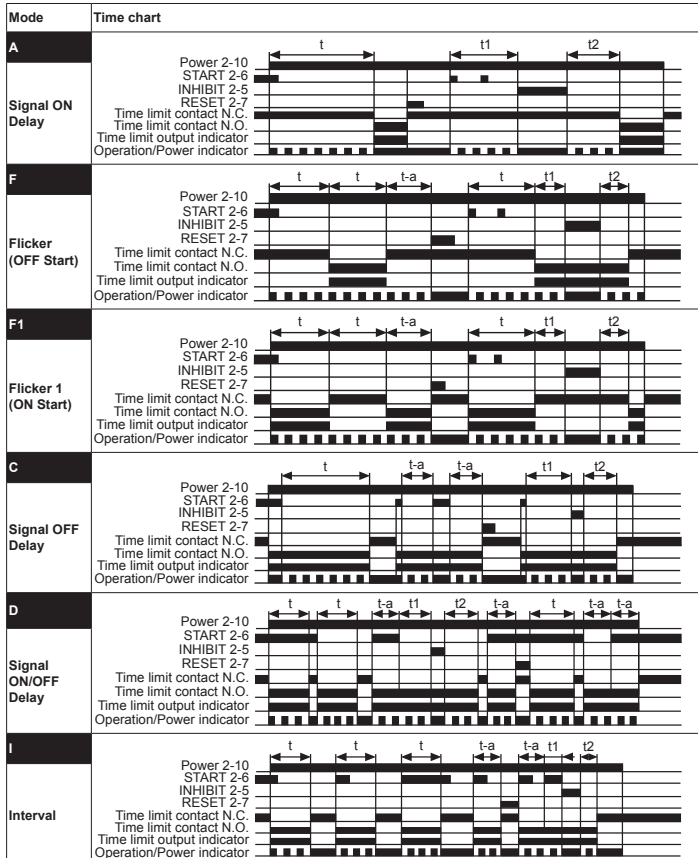 Mode Time chart
A
t t1 t2
Power 2-10
START 2-6
INHIBIT 2-5
RESET 2-7
Time limit contact N.C.
Time limit contact N.O.
Time limit output indicator
Operation/Power indicator
Signal ON
Delay
F
t t t-a t t1 t2
Power 2-10
START 2-6
INHIBIT 2-5
RESET 2-7
Time limit contact N.C.
Time limit contact N.O.
Time limit output indicator
Operation/Power indicator
Flicker
(OFF Start)
F1
t t t-a t t1 t2
Power 2-10
START 2-6
INHIBIT 2-5
RESET 2-7
Time limit contact N.C.
Time limit contact N.O.
Time limit output indicator
Operation/Power indicator
Flicker 1
(ON Start)
C
t t-a t-a t1 t2
Power 2-10
START 2-6
INHIBIT 2-5
RESET 2-7
Time limit contact N.C.
Time limit contact N.O.
Time limit output indicator
Operation/Power indicator
Signal OFF
Delay
D
t t t-a t1 t2 t-a t t-a t-a
Power 2-10
START 2-6
INHIBIT 2-5
RESET 2-7
Time limit contact N.C.
Time limit contact N.O.
Time limit output indicator
Operation/Power indicator
Signal
ON/OFF
Delay
I
t t t t-a t-a t1 t2
Power 2-10
START 2-6
INHIBIT 2-5
RESET 2-7
Time limit contact N.C.
Time limit contact N.O.
Time limit output indicator
Operation/Power indicator
Interval